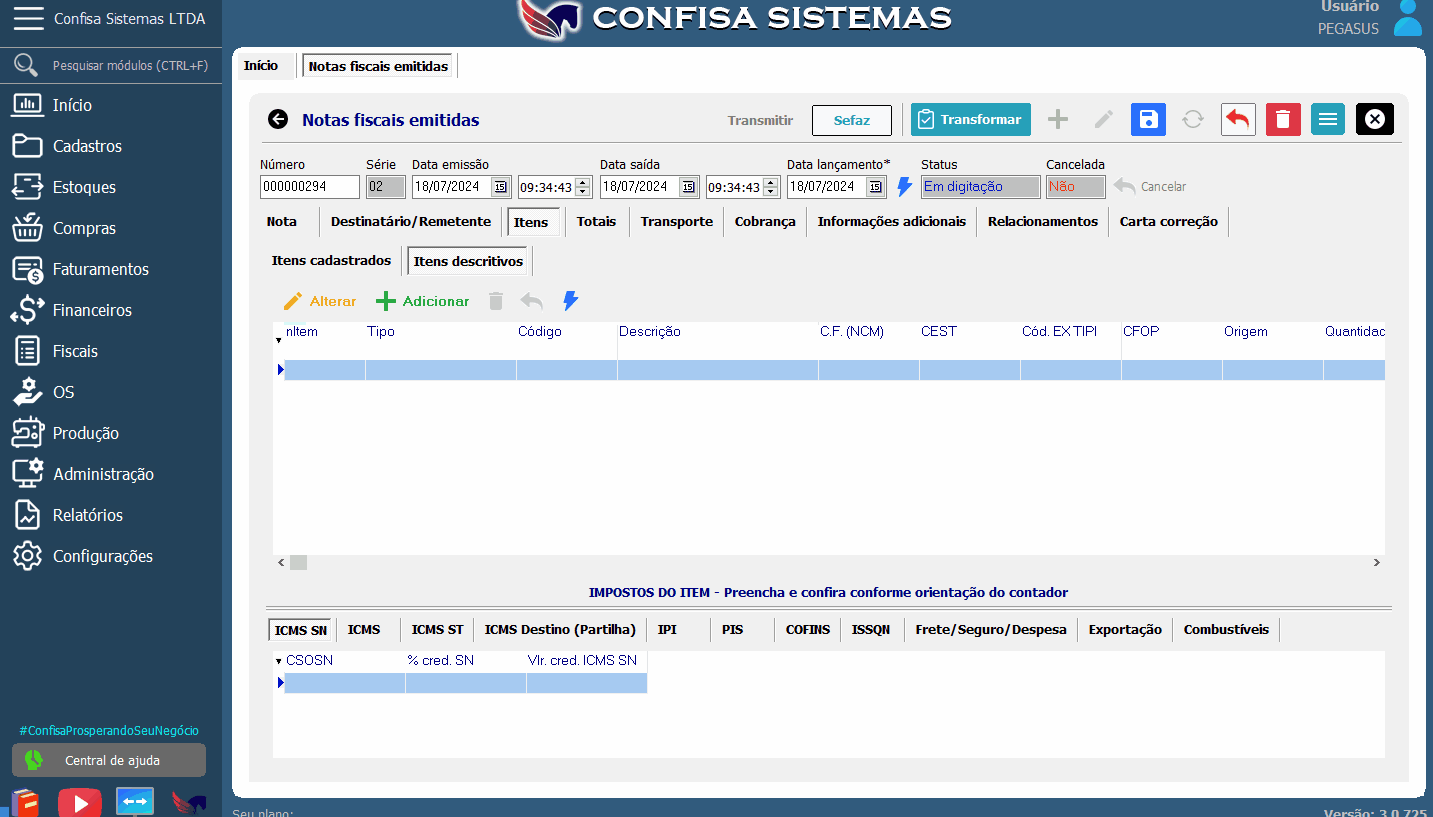 Confisa Sistemas LTDA
CONFISA SISTEMAS
Usuário
PEGASUS
Pesquisar módulos (CTRL+F)
Início
Cadastros
Estoques
Compras
Faturamentos
Financeiros
Fiscais
OS
Produção
Administração
Relatórios
Configurações
#ConfisaProsperandoSeuNegócio
Central de ajuda
Início Notas fiscais emitidas
Notas fiscais emitidas Transmitir Sefaz Transformar
Número Série Data emissão Data saída Data lançamento* Status Cancelada
000000294 02 18/07/2024 15 09:34:43 18/07/2024 15 09:34:43 18/07/2024 15 Em digitação Não Cancelar
Nota Destinatário/Remetente Itens Totais Transporte Cobrança Informações adicionais Relacionamentos Carta correção
Itens cadastrados Itens descritivos
Alterar Adicionar
nItem Tipo Código Descrição C.F. (NCM) CEST Cód. EX TIPI CFOP Origem Quantidac
IMPOSTOS DO ITEM - Preencha e confira conforme orientação do contador
ICMS SN ICMS ICMS ST ICMS Destino (Partilha) IPI PIS COFINS ISSQN Frete/Seguro/Despesa Exportação Combustíveis
CSOSN % cred. SN Vlr. cred. ICMS SN
Seu plano: Versão: 3.0.725